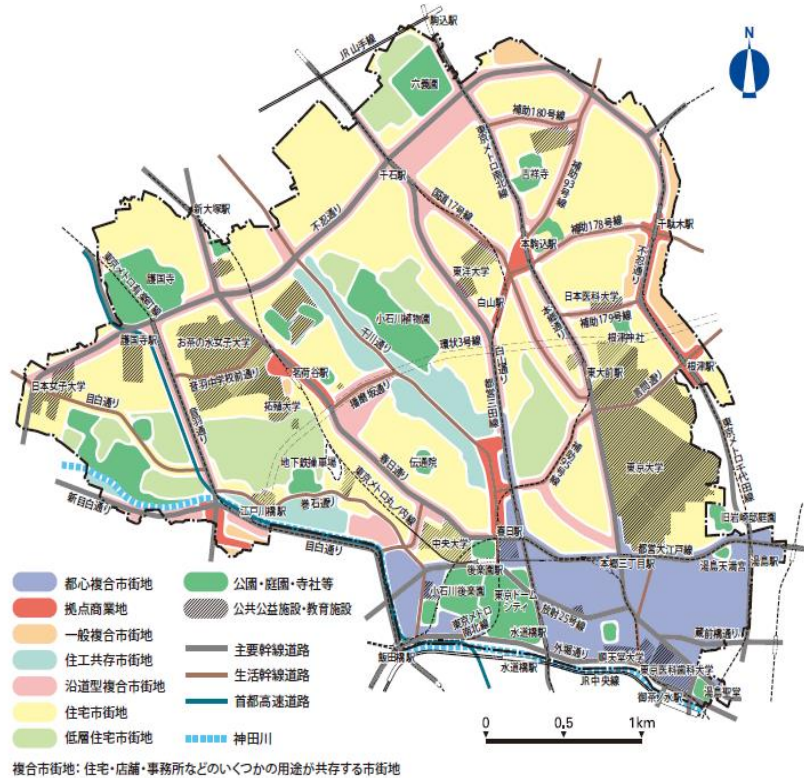 駒込駅
JR山手線
N
六義園
補助180号線
東京メトロ南北線
吉祥寺
補助93号線
千石駅
国道17号線
新大塚駅
不忍通り
本駒込駅
補助178号線
千駄木駅
東洋大学
不忍通り
護国寺
東京メトロ有楽町線
白山駅
日本医科大学
小石川植物園
本郷通り
補助179号線
護国寺駅
お茶の水女子大学
千川通り
環状3号線
白山通り
根津神社
茗荷谷駅
都営三田線
東大前駅
根津駅
日本女子大学
音羽中学校前通り
播磨坂通り
言問通り
目白通り
拓殖大学
音羽通り
春日通り
東京大学
東京メトロ千代田線
地下鉄操車場
伝通院
東京メトロ丸ノ内線
旧岩崎邸庭園
新目白通り
江戸川橋駅
巻石通り
春日駅
中央大学
都営大江戸線
湯島駅
目白通り
後楽園駅
本郷三丁目駅
湯島天満宮
小石川後楽園
東京ドーム
シティ
放射25号線
東京メトロ
南北線
水道橋駅
蔵前橋通り
外堀通り
順天堂大学
飯田橋駅
水道橋駅
東京医科歯科大学
JR中央線
湯島聖堂
御茶ノ水駅
都心複合市街地
拠点商業地
一般複合市街地
住工共存市街地
沿道型複合市街地
住宅市街地
低層住宅市街地
公園・庭園・寺社等
公共公益施設・教育施設
主要幹線道路
生活幹線道路
首都高速道路
神田川
0 0.5 1km
複合市街地：住宅・店舗・事務所などのいくつかの用途が共存する市街地